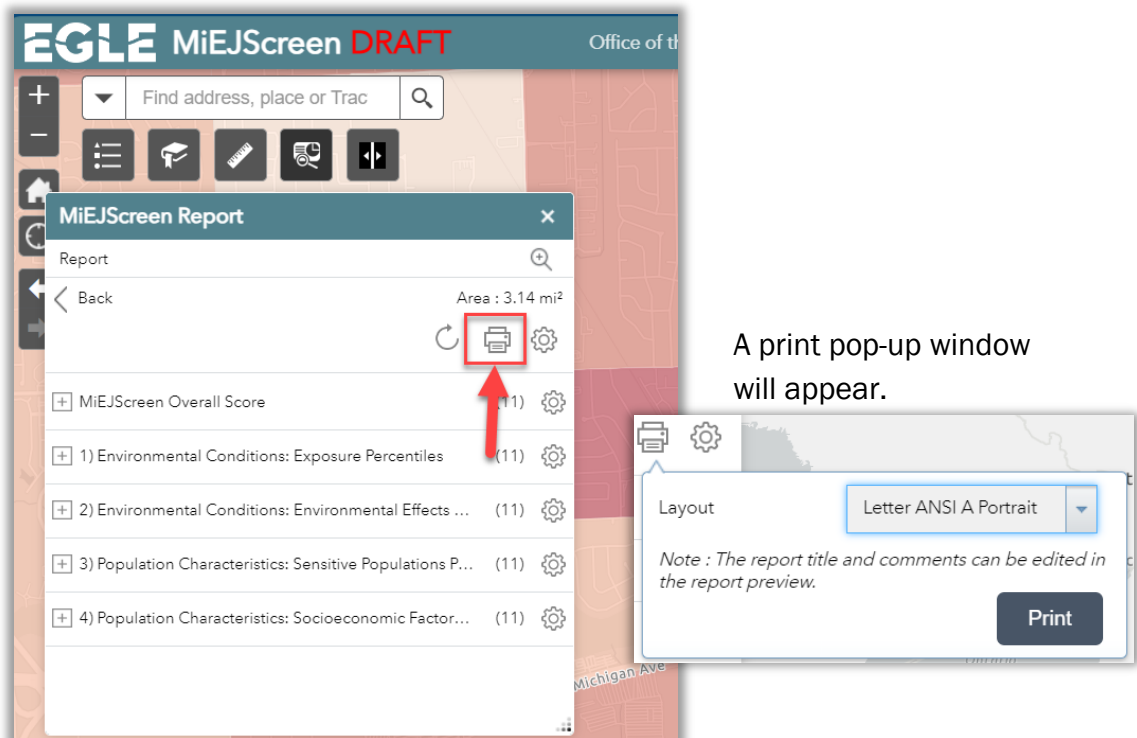 EGLE MiEJScreen DRAFT
Office of
Find address, place or Trac
MiEJScreen Report
Report
Back
Area : 3.14 mi²
MiEJScreen Overall Score (11)
1) Environmental Conditions: Exposure Percentiles (11)
2) Environmental Conditions: Environmental Effects ... (11)
3) Population Characteristics: Sensitive Populations P... (11)
4) Population Characteristics: Socioeconomic Factor... (11)
Michigan Ave
A print pop-up window
will appear.
Layout
Letter ANSI A Portrait
Note : The report title and comments can be edited in
the report preview.
Print